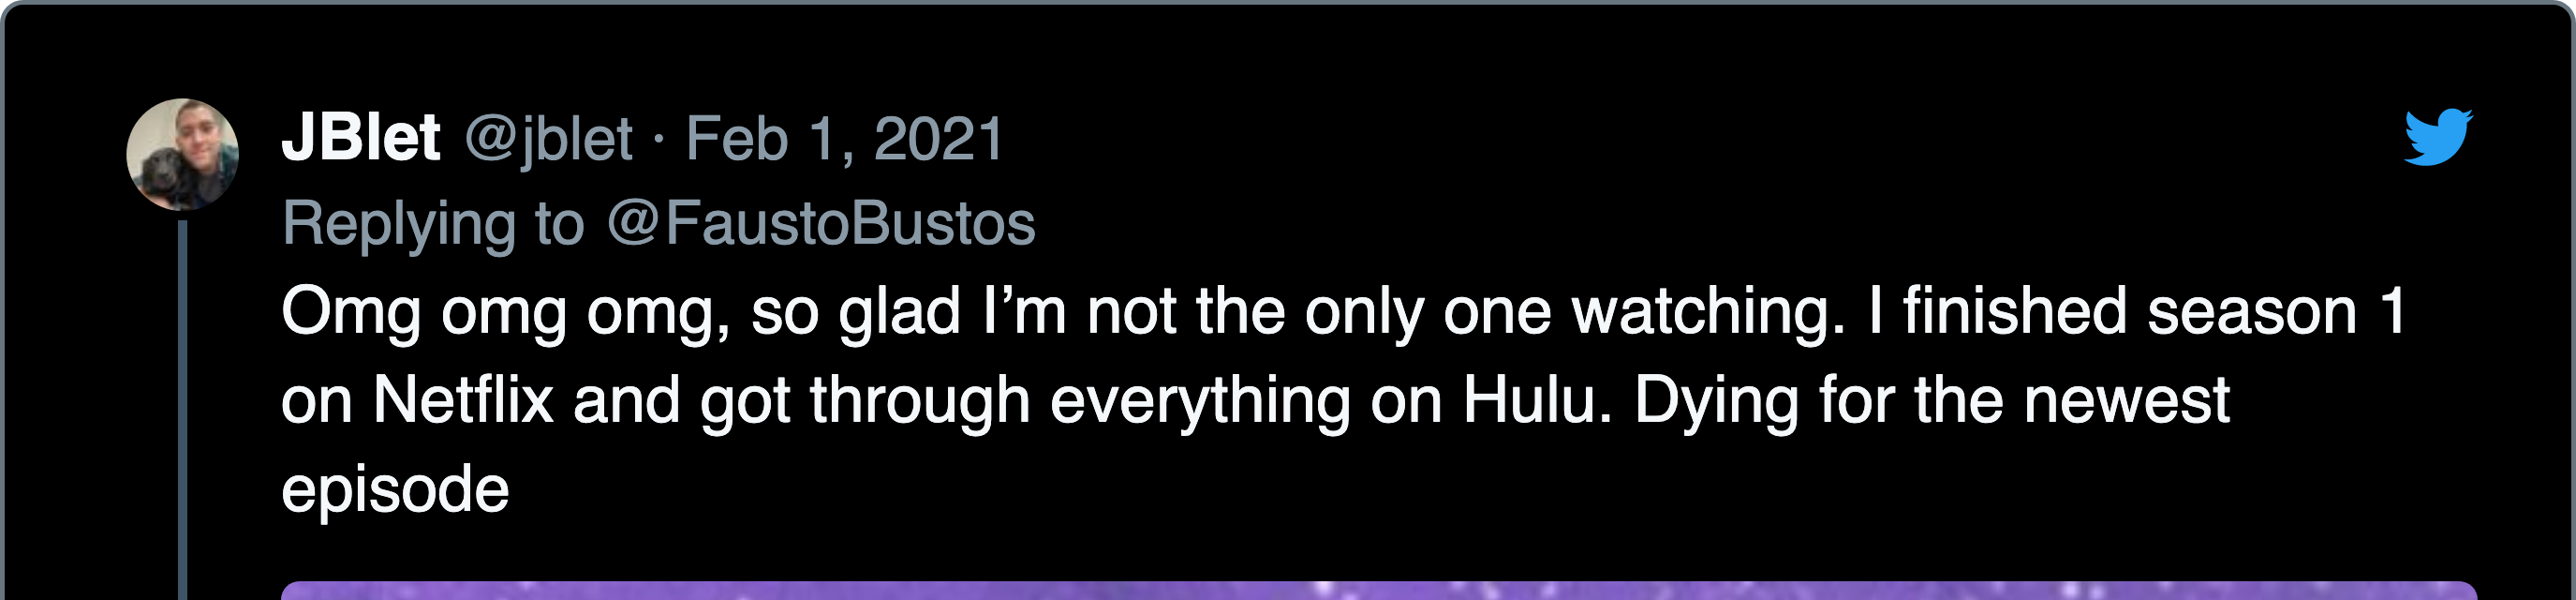 JBlet @jblet · Feb 1, 2021
Replying to @FaustoBustos
Omg omg omg, so glad I’m not the only one watching. I finished season 1
on Netflix and got through everything on Hulu. Dying for the newest
episode